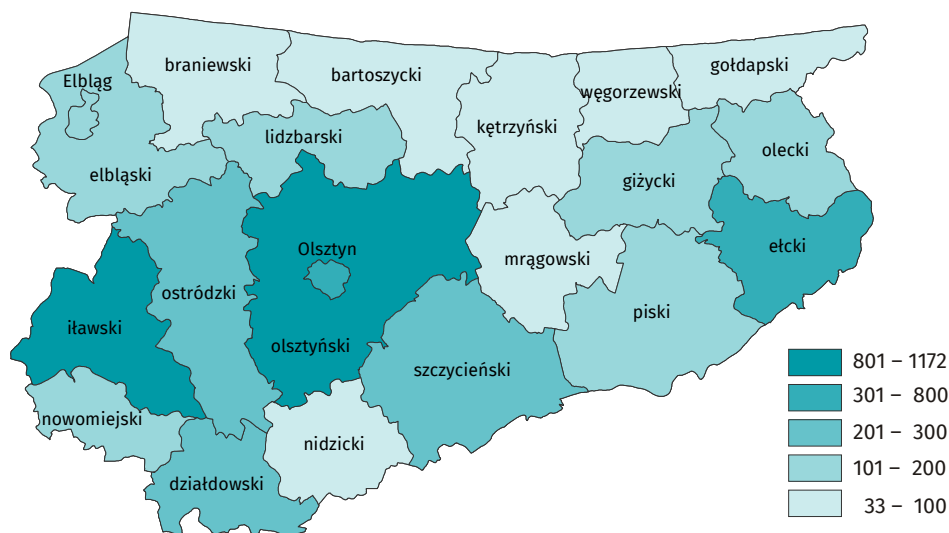 braniewski
bartoszycki
gołdapski
Elbląg
węgorzewski
kętrzyński
lidzbarski
olecki
elbląski
giżycki
Olsztyn
ełcki
mrągowski
ostródzki
piski
iławski
olsztyński
szczycieński
nowomiejski
nidzicki
działdowski
801 – 1172
301 – 800
201 – 300
101 – 200
33 – 100